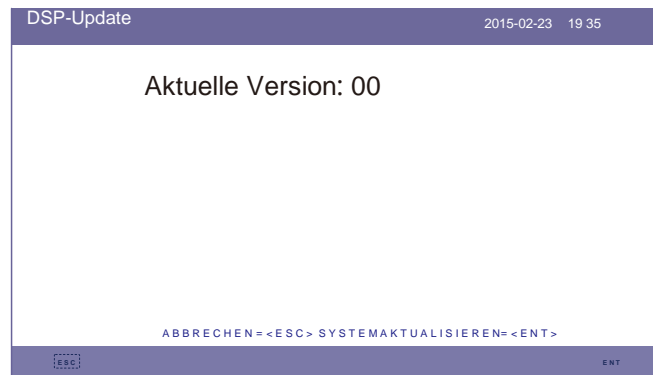 DSP-Update 2015-02-23 19 35
Aktuelle Version: 00
ABBRECHEN=<ESC> SYSTEMAKTUALISIEREN=<ENT>
ESC ENT